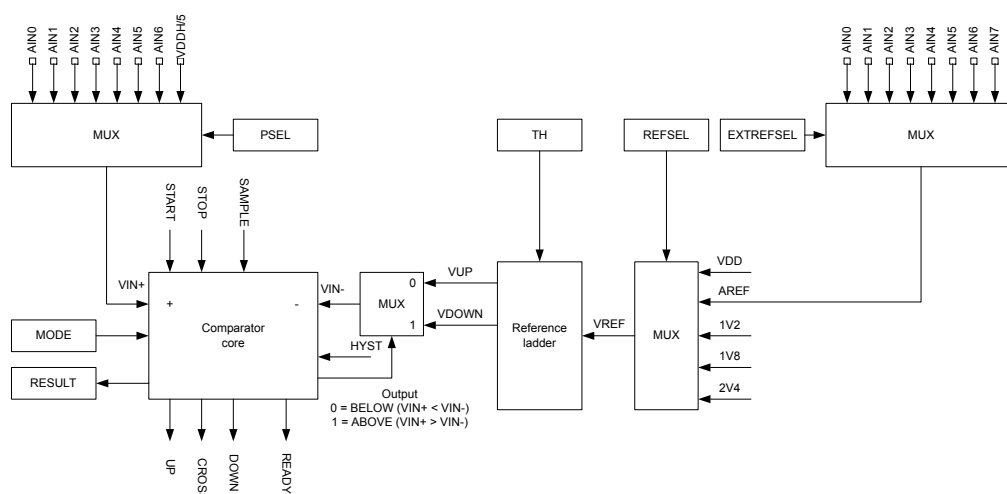 AIN0
AIN1
AIN2
AIN3
AIN4
AIN5
AIN6
VDDH/5
AIN0
AIN1
AIN2
AIN3
AIN4
AIN5
AIN6
AIN7
MUX
PSEL
TH
REFSEL
EXTREFSEL
MUX
START
STOP
SAMPLE
VIN+
+
-
VIN-
Comparator
core
MODE
RESULT
0
MUX
1
VUP
VDOWN
HYST
Reference
ladder
VREF
MUX
VDD
AREF
1V2
1V8
2V4
Output
0 = BELOW (VIN+ < VIN-)
1 = ABOVE (VIN+ > VIN-)
UP
CROS
DOWN
READY